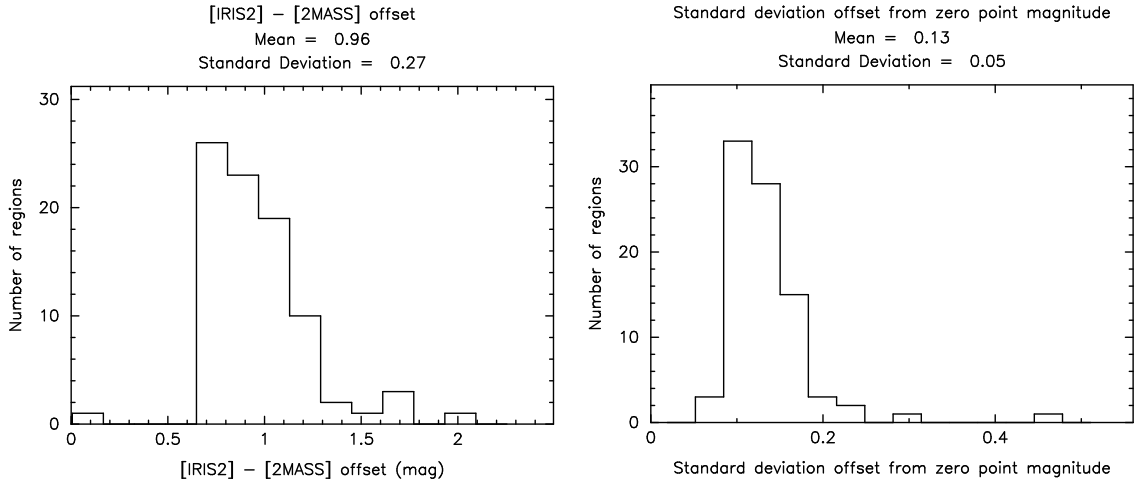 [IRIS2] − [2MASS] offset
Mean = 0.96
Standard Deviation = 0.27
30
20
10
0
Number of regions
0 0.5 1 1.5 2
[IRIS2] − [2MASS] offset (mag)
Standard deviation offset from zero point magnitude
Mean = 0.13
Standard Deviation = 0.05
30
20
10
0
Number of regions
0 0.2 0.4
Standard deviation offset from zero point magnitude